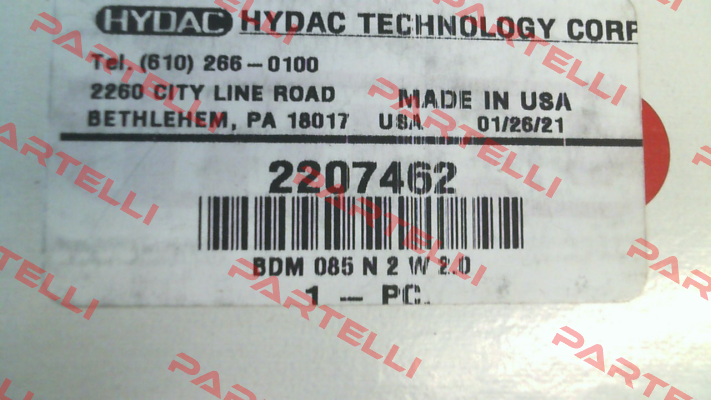 HYDAC HYDAC TECHNOLOGY CORP
Tel. (610) 266-0100
2260 CITY LINE ROAD MADE IN USA
BETHLEHEM, PA 18017 USA 01/26/21
2207462
BDM 085 N 2 W 2.0
1 - PC.
PARTELLI
PARTELLI
PARTELLI
PARTELLI
PARTELLI
PARTELLI
PARTELLI
PARTELLI